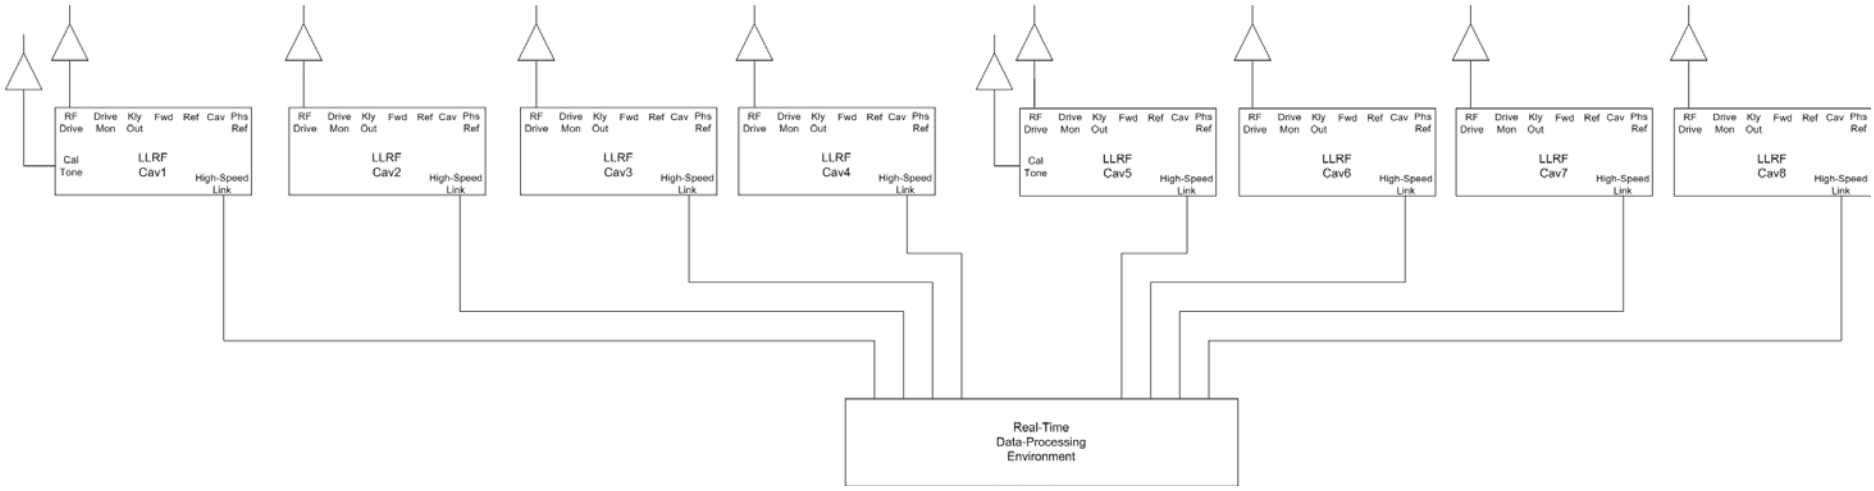 RF Drive Kly Fwd Ref Cav Phs
Drive Mon Out Ref
Cal LLRF
Tone Cav1
High-Speed
Link
RF Drive Kly Fwd Ref Cav Phs
Drive Mon Out Ref
LLRF
Cav2
High-Speed
Link
RF Drive Kly Fwd Ref Cav Phs
Drive Mon Out Ref
LLRF
Cav3
High-Speed
Link
RF Drive Kly Fwd Ref Cav Phs
Drive Mon Out Ref
LLRF
Cav4
High-Speed
Link
RF Drive Kly Fwd Ref Cav Phs
Drive Mon Out Ref
Cal LLRF
Tone Cav5
High-Speed
Link
RF Drive Kly Fwd Ref Cav Phs
Drive Mon Out Ref
LLRF
Cav6
High-Speed
Link
RF Drive Kly Fwd Ref Cav Phs
Drive Mon Out Ref
LLRF
Cav7
High-Speed
Link
RF Drive Kly Fwd Ref Cav Phs
Drive Mon Out Ref
LLRF
Cav8
High-Speed
Link
Real-Time
Data-Processing
Environment